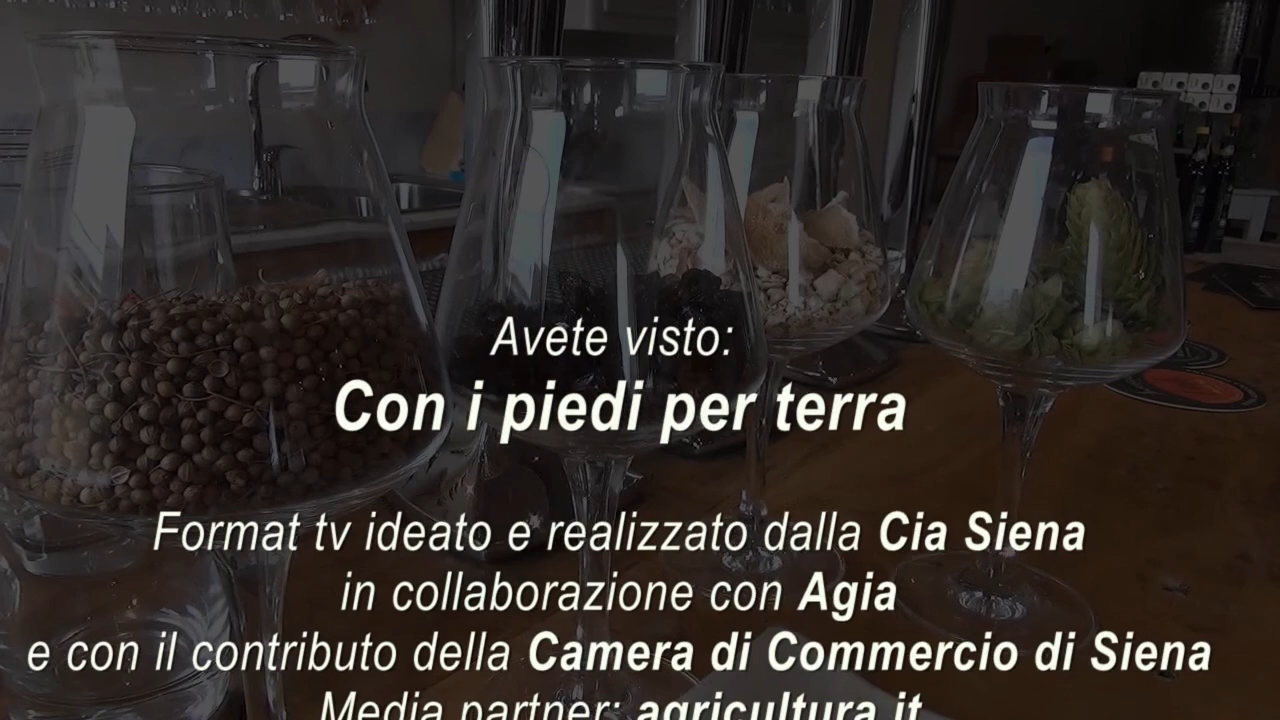 Avete visto:
Con i piedi per terra
Format tv ideato e realizzato dalla Cia Siena
in collaborazione con Agia
e con il contributo della Camera di Commercio di Siena
Media partner: agricultura.it